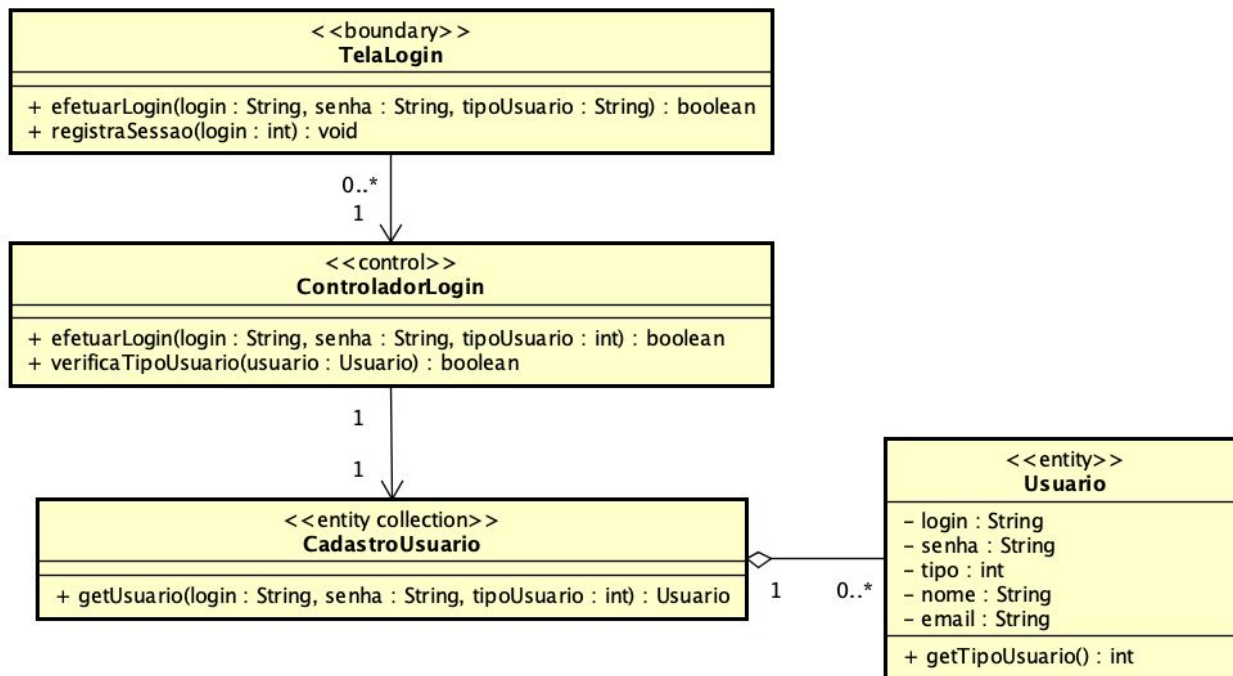 <<boundary>>
TelaLogin
+ efetuarLogin(login : String, senha : String, tipoUsuario : String) : boolean
+ registraSessao(login : int) : void
0..*
1
<<control>>
ControladorLogin
+ efetuarLogin(login : String, senha : String, tipoUsuario : int) : boolean
+ verificaTipoUsuario(usuario : Usuario) : boolean
1
1
<<entity collection>>
CadastroUsuario
+ getUsuario(login : String, senha : String, tipoUsuario : int) : Usuario
1
0..*
<<entity>>
Usuario
– login : String
– senha : String
– tipo : int
– nome : String
– email : String
+ getTipoUsuario() : int